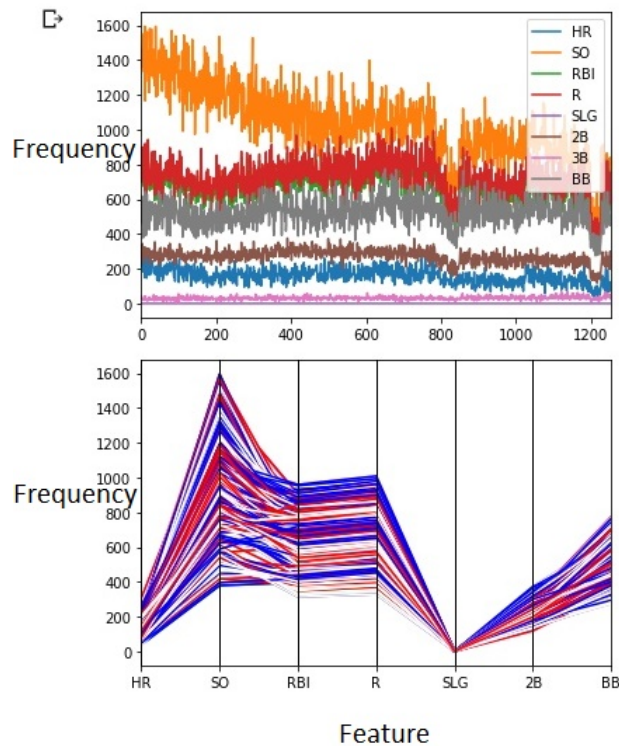 1600
1400
1200
1000
800
600
400
200
0
Frequency
HR
SO
RBI
R
SLG
2B
3B
BB
0 200 400 600 800 1000 1200
1600
1400
1200
1000
800
600
400
200
0
Frequency
HR SO RBI R SLG 2B BB
Feature